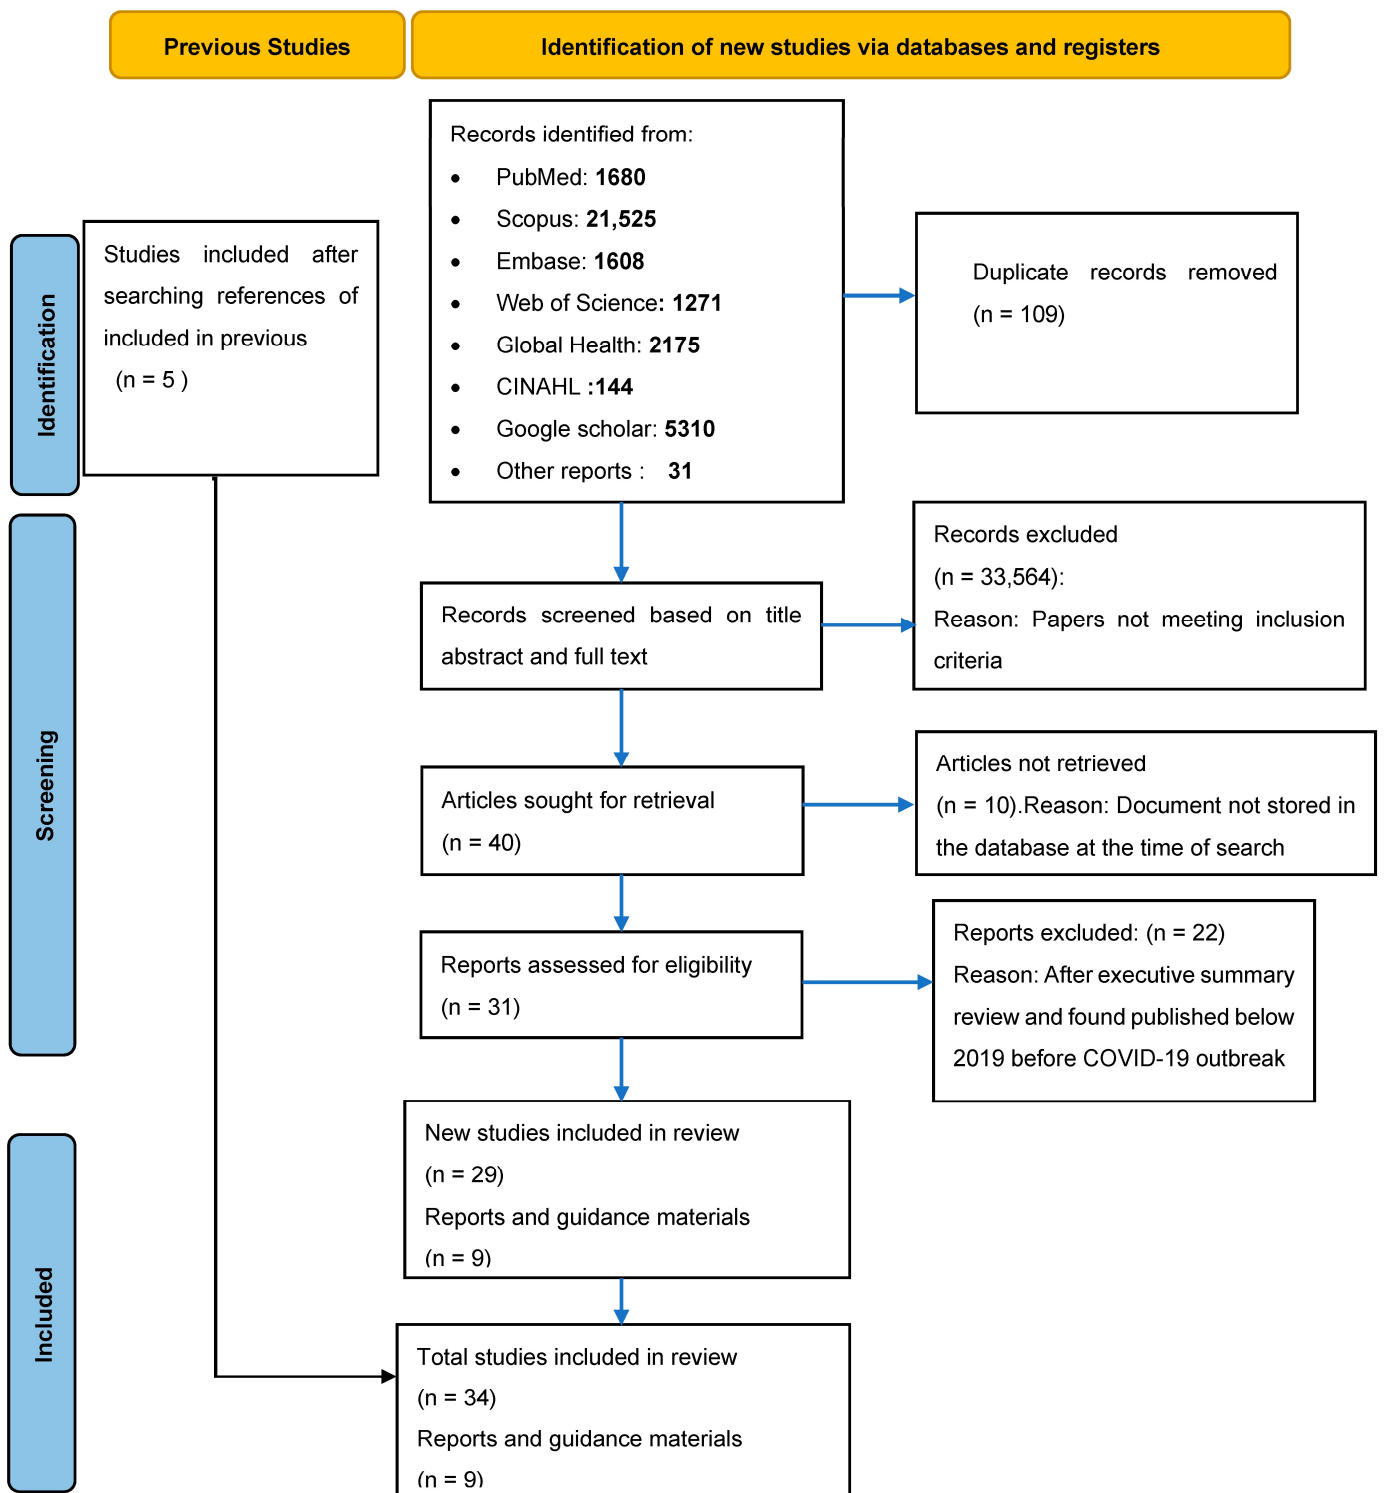 Previous Studies
Identification of new studies via databases and registers
Identification
Studies included after
searching references of
included in previous
(n = 5 )
Records identified from:
• PubMed: 1680
• Scopus: 21,525
• Embase: 1608
• Web of Science: 1271
• Global Health: 2175
• CINAHL :144
• Google scholar: 5310
• Other reports : 31
Duplicate records removed
(n = 109)
Screening
Records screened based on title
abstract and full text
Records excluded
(n = 33,564):
Reason: Papers not meeting inclusion
criteria
Articles sought for retrieval
(n = 40)
Articles not retrieved
(n = 10).Reason: Document not stored in
the database at the time of search
Reports assessed for eligibility
(n = 31)
Reports excluded: (n = 22)
Reason: After executive summary
review and found published below
2019 before COVID-19 outbreak
Included
New studies included in review
(n = 29)
Reports and guidance materials
(n = 9)
Total studies included in review
(n = 34)
Reports and guidance materials
(n = 9)